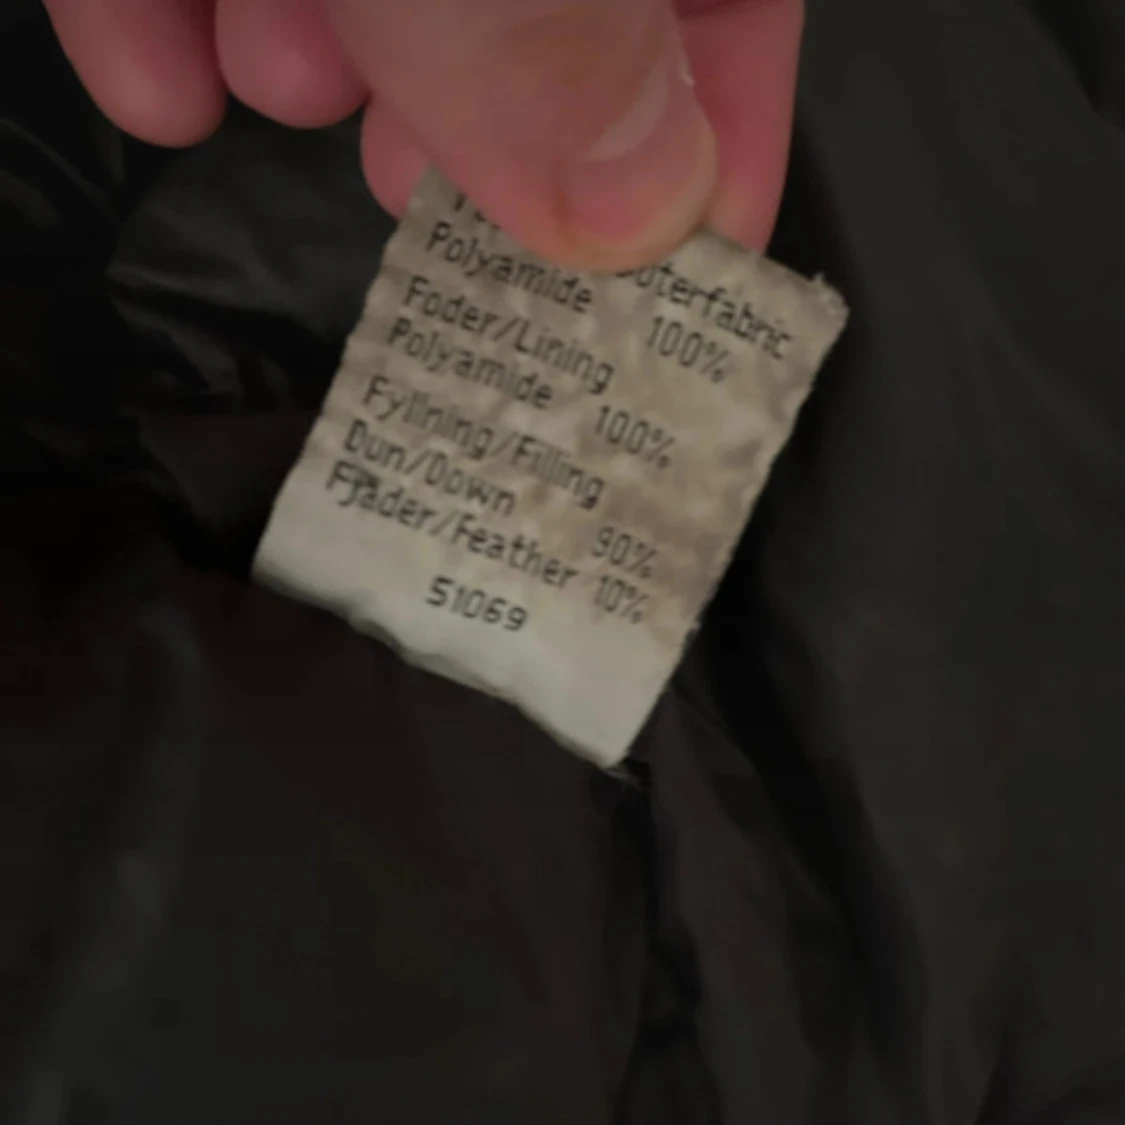 Outerfabric
Polyamide 100%
Foder/Lining
Polyamide 100%
Fyllning/Filling
Dun/Down 90%
Fjäder/Feather 10%
51069